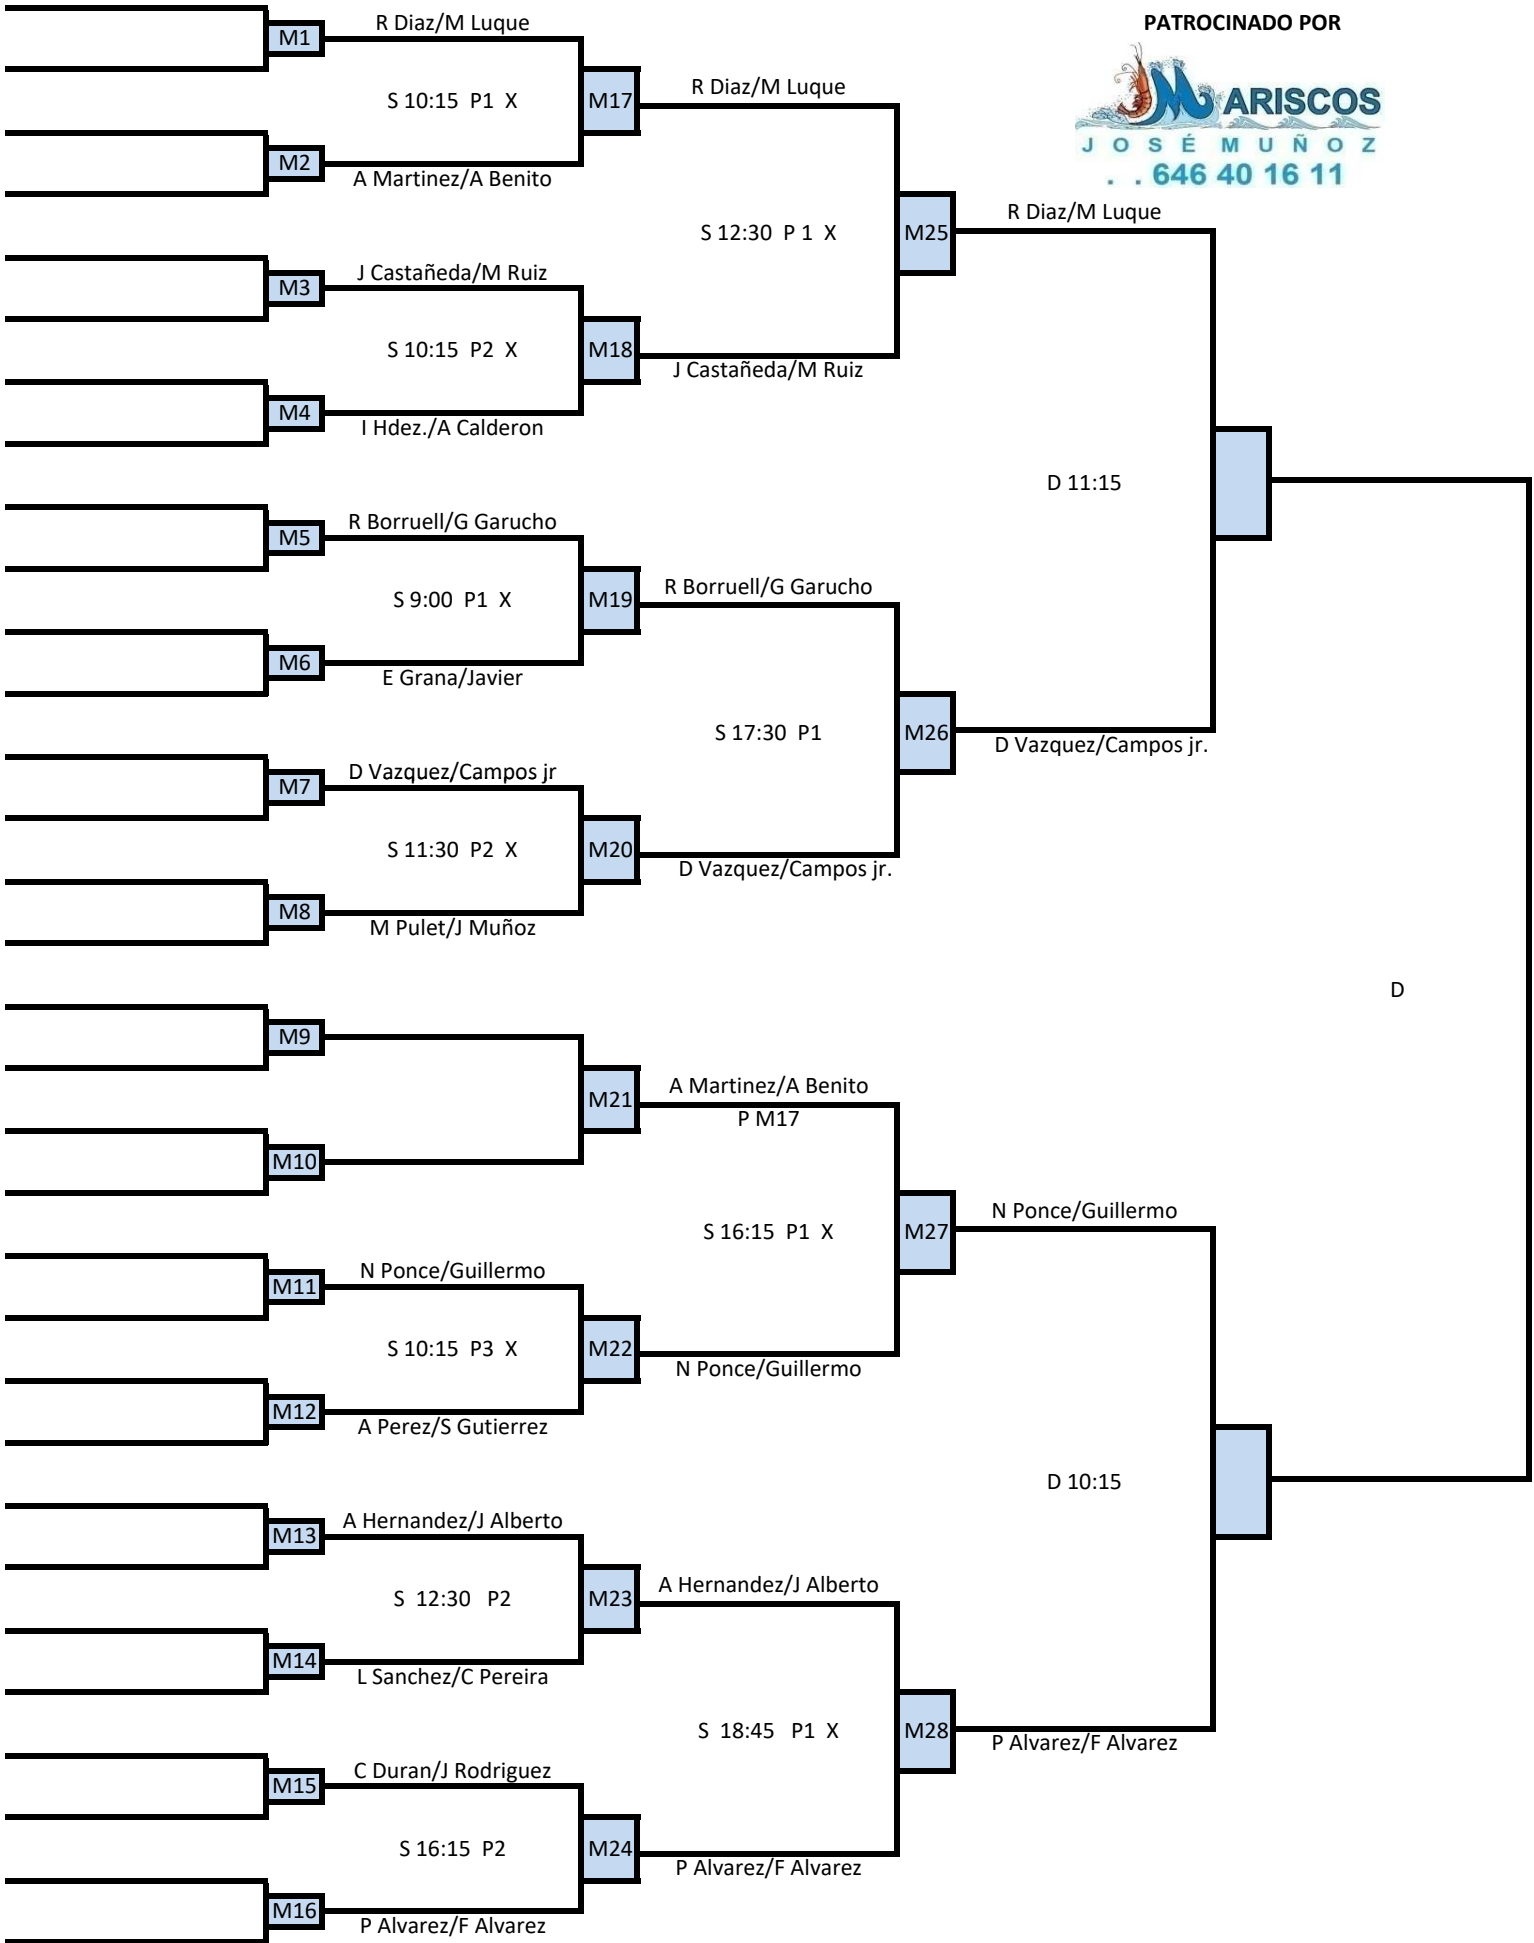 PATROCINADO POR
MARISCOS
JOSÉ MUÑOZ
. . 646 40 16 11
M1
R Diaz/M Luque
S 10:15 P1 X
M17
R Diaz/M Luque
M2
A Martinez/A Benito
S 12:30 P 1 X
M25
R Diaz/M Luque
M3
J Castañeda/M Ruiz
S 10:15 P2 X
M18
J Castañeda/M Ruiz
M4
I Hdez./A Calderon
D 11:15
M5
R Borruell/G Garucho
S 9:00 P1 X
M19
R Borruell/G Garucho
M6
E Grana/Javier
S 17:30 P1
M26
D Vazquez/Campos jr.
M7
D Vazquez/Campos jr
S 11:30 P2 X
M20
D Vazquez/Campos jr.
M8
M Pulet/J Muñoz
D
M9
M21
A Martinez/A Benito
P M17
M10
S 16:15 P1 X
M27
N Ponce/Guillermo
M11
N Ponce/Guillermo
S 10:15 P3 X
M22
N Ponce/Guillermo
M12
A Perez/S Gutierrez
D 10:15
M13
A Hernandez/J Alberto
S 12:30 P2
M23
A Hernandez/J Alberto
M14
L Sanchez/C Pereira
S 18:45 P1 X
M28
P Alvarez/F Alvarez
M15
C Duran/J Rodriguez
S 16:15 P2
M24
P Alvarez/F Alvarez
M16
P Alvarez/F Alvarez